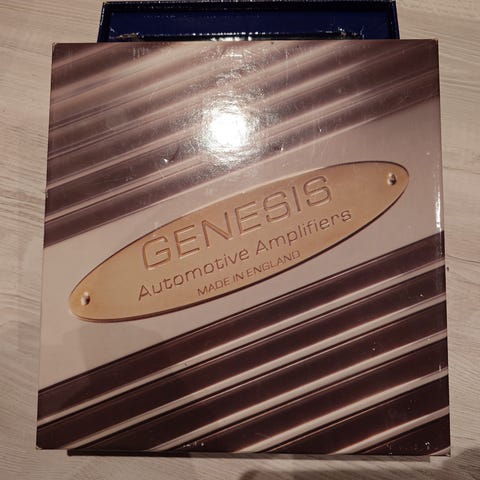 GENESIS
Automotive Amplifiers
MADE IN ENGLAND